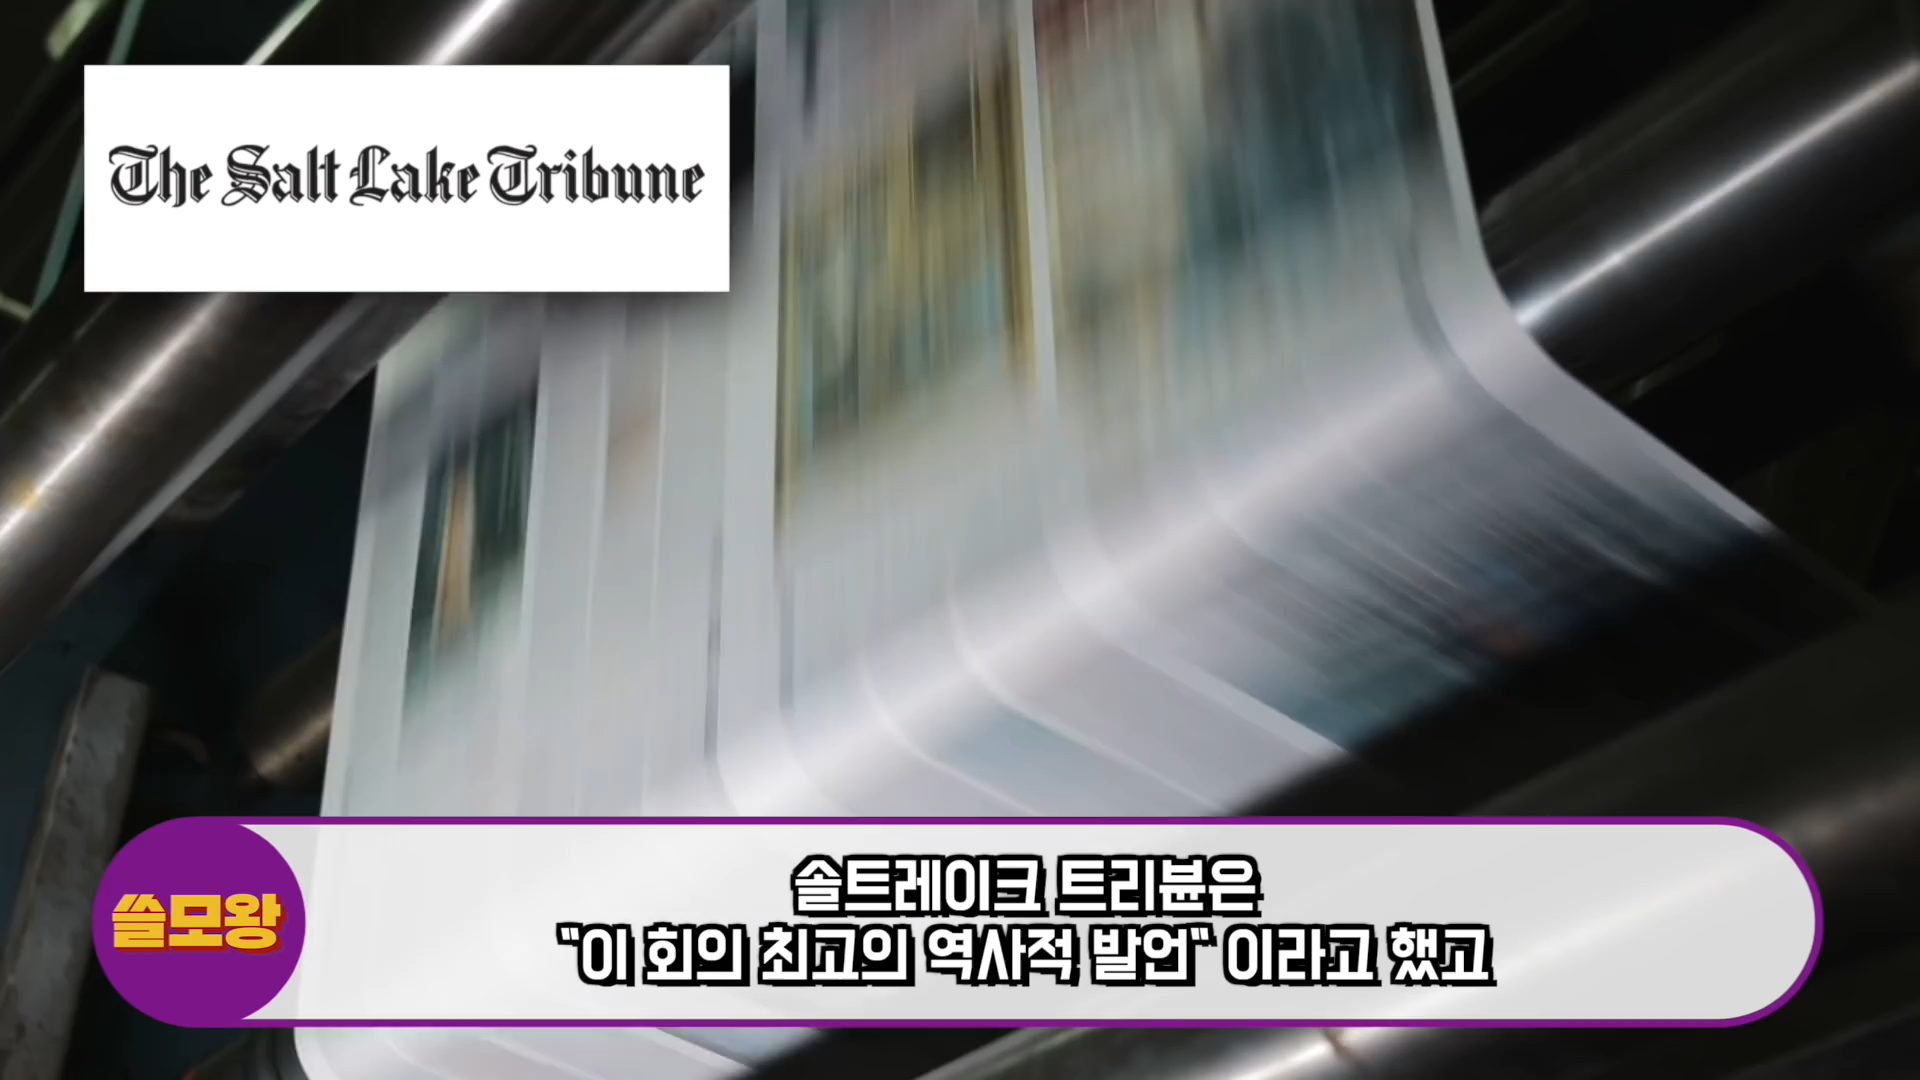 The Salt Lake Tribune
쓸모왕
솔트레이크 트리뷴은
"이 회의 최고의 역사적 발언" 이라고 했고